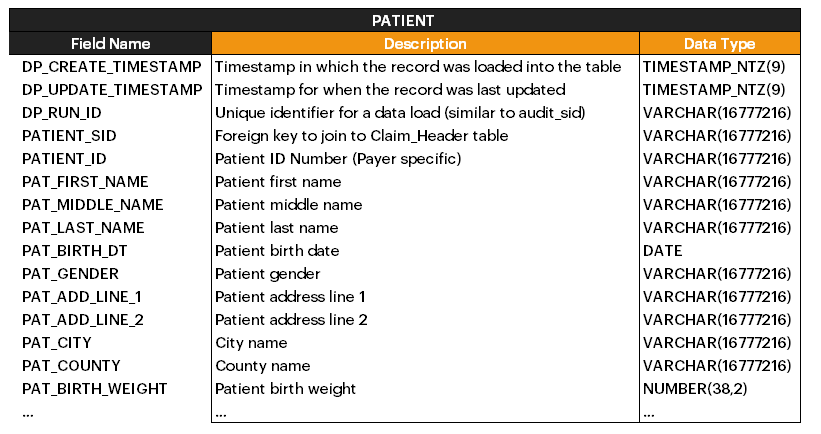 PATIENT
Field Name Description Data Type
DP_CREATE_TIMESTAMP Timestamp in which the record was loaded into the table TIMESTAMP_NTZ(9)
DP_UPDATE_TIMESTAMP Timestamp for when the record was last updated TIMESTAMP_NTZ(9)
DP_RUN_ID Unique identifier for a data load (similar to audit_sid) VARCHAR(16777216)
PATIENT_SID Foreign key to join to Claim_Header table VARCHAR(16777216)
PATIENT_ID Patient ID Number (Payer specific) VARCHAR(16777216)
PAT_FIRST_NAME Patient first name VARCHAR(16777216)
PAT_MIDDLE_NAME Patient middle name VARCHAR(16777216)
PAT_LAST_NAME Patient last name VARCHAR(16777216)
PAT_BIRTH_DT Patient birth date DATE
PAT_GENDER Patient gender VARCHAR(16777216)
PAT_ADD_LINE_1 Patient address line 1 VARCHAR(16777216)
PAT_ADD_LINE_2 Patient address line 2 VARCHAR(16777216)
PAT_CITY City name VARCHAR(16777216)
PAT_COUNTY County name VARCHAR(16777216)
PAT_BIRTH_WEIGHT Patient birth weight NUMBER(38,2)
... ... ...